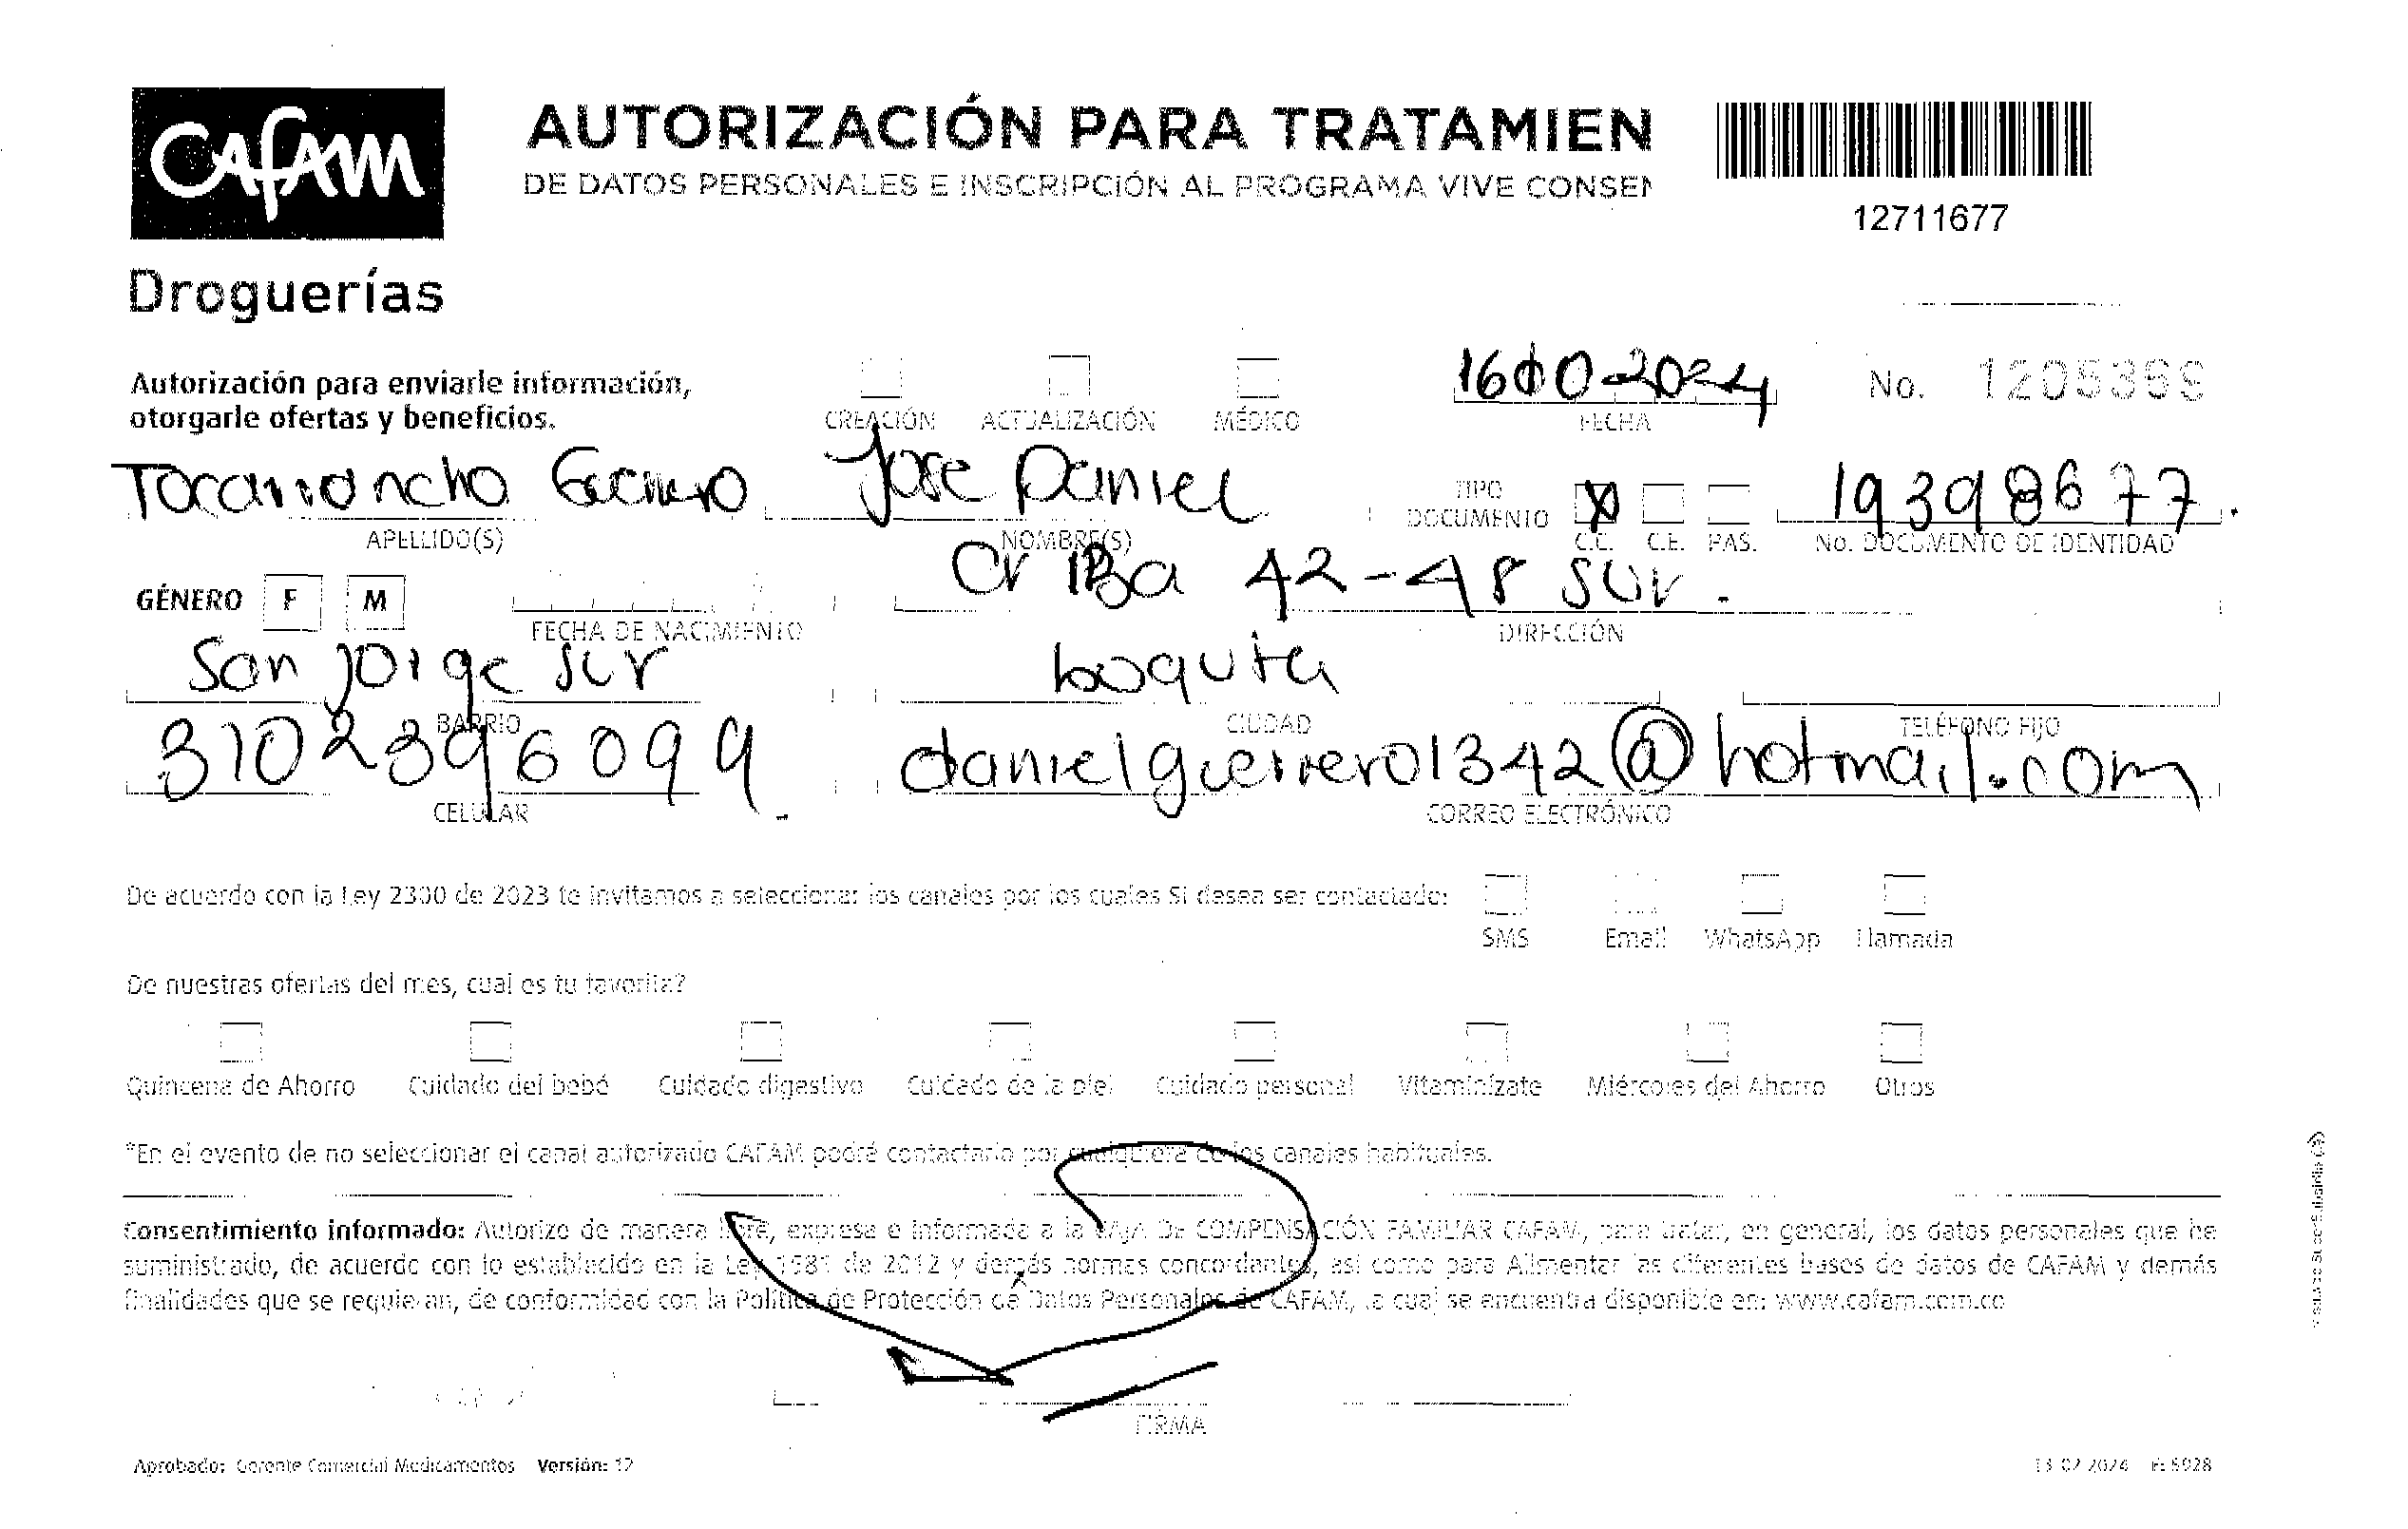 CAFAM
AUTORIZACIÓN PARA TRATAMIEN
DE DATOS PERSONALES E INSCRIPCIÓN AL PROGRAMA VIVE CONSEN
12711677
Droguerías
Autorización para enviarle información,
otorgarle ofertas y beneficios.
CREACIÓN ACTUALIZACIÓN MÉDICO
2024
FECHA
No. 1205369
Jose Daniel
APELLIDO(S) NOMBRE(S)
TIPO
DOCUMENTO X C.C. C.E. PAS.
19398677.
No. DOCUMENTO DE IDENTIDAD
GÉNERO F M
FECHA DE NACIMIENTO
42-48 sur.
DIRECCIÓN
San jorge sur boguta
BARRIO CIUDAD TELÉFONO FIJO
3102396099. danielguerrero1342@hotmail.com
CELULAR CORREO ELECTRÓNICO
De acuerdo con la Ley 2300 de 2023 te invitamos a seleccionar los canales por los cuales SI desea ser contactado:
SMS Email WhatsApp Llamada
De nuestras ofertas del mes, cual es tu favorita?
Quincena de Ahorro Cuidado del bebé Cuidado digestivo Cuidado de la piel Cuidado personal Vitaminízate Miércoles del Ahorro Otros
*En el evento de no seleccionar el canal autorizado CAFAM podrá contactarlo por cualquiera de los canales habituales.
Consentimiento informado: Autorizo de manera libre, expresa e informada a la CAJA DE COMPENSACIÓN FAMILIAR CAFAM, para tratar, en general, los datos personales que he
suministrado, de acuerdo con lo establecido en la Ley 1581 de 2012 y demás normas concordantes, así como para Alimentar las diferentes bases de datos de CAFAM y demás
finalidades que se requieran, de conformidad con la Política de Protección de Datos Personales de CAFAM, la cual se encuentra disponible en: www.cafam.com.co
FIRMA
Aprobado: Gerente Comercial Medicamentos Versión: 12
13 02 2024 F: 5928